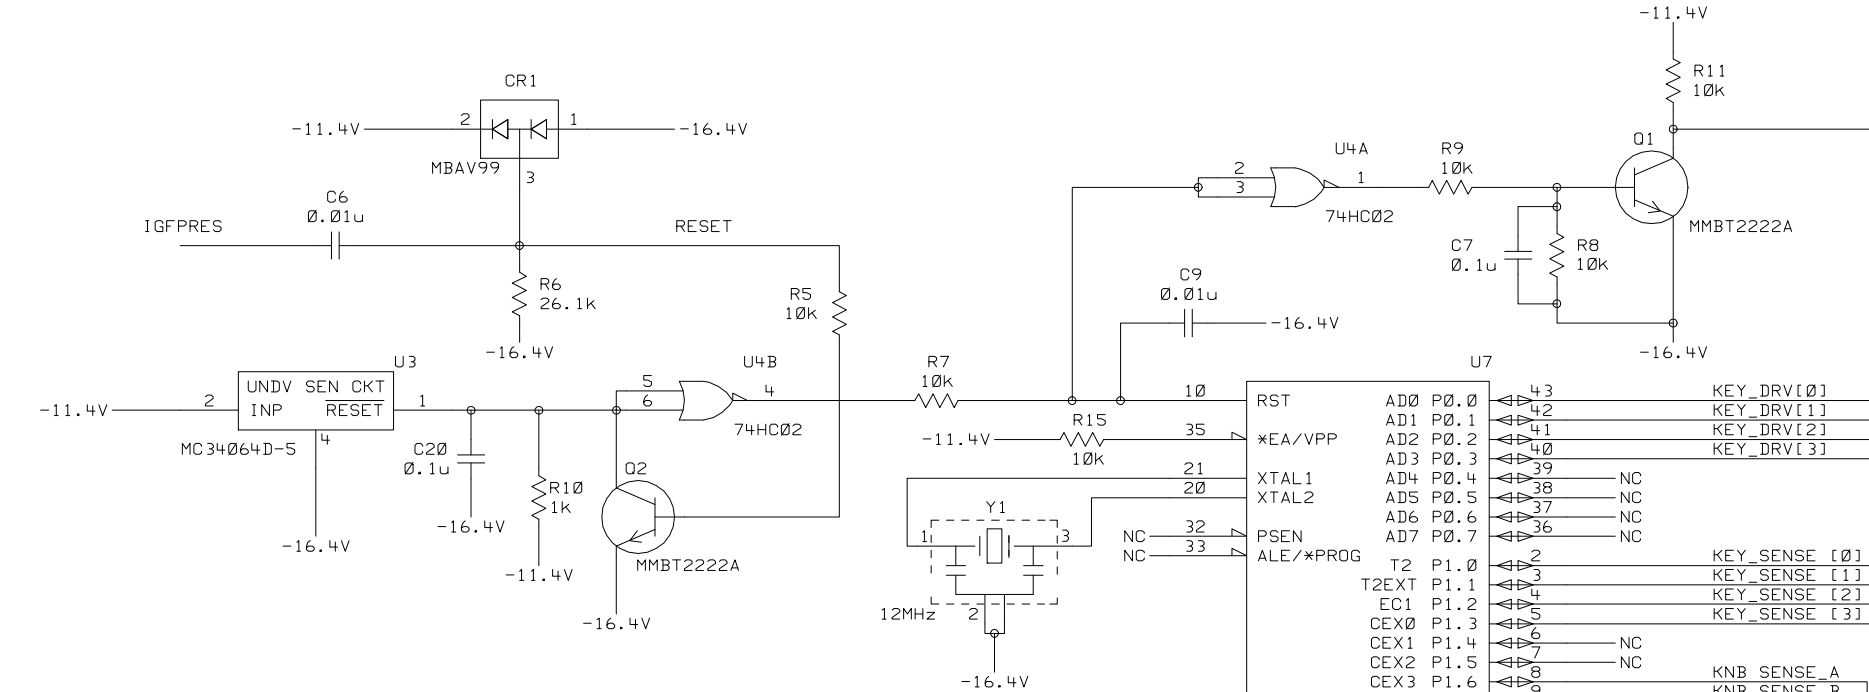 -11.4V
R11
10k
CR1
-11.4V
2
1
-16.4V
MBAV99
3
Q1
U4A
R9
10k
2
3
1
74HC02
MMBT2222A
C6
0.01u
IGFPRES
RESET
C7
0.1u
R8
10k
R6
26.1k
-16.4V
R5
10k
C9
0.01u
-16.4V
-16.4V
U3
U4B
R7
10k
U7
UNDV SEN CKT
-11.4V
2
INP
RESET
1
4
MC34064D-5
5
6
4
74HC02
10
RST
R15
10k
-11.4V
35
*EA/VPP
21
XTAL1
20
XTAL2
32
NC
PSEN
33
NC
ALE/*PROG
C20
0.1u
-16.4V
R10
1k
-11.4V
Q2
MMBT2222A
-16.4V
-16.4V
Y1
1
3
2
12MHz
-16.4V
AD0 P0.0 43 KEY_DRV[0]
AD1 P0.1 42 KEY_DRV[1]
AD2 P0.2 41 KEY_DRV[2]
AD3 P0.3 40 KEY_DRV[3]
AD4 P0.4 39 NC
AD5 P0.5 38 NC
AD6 P0.6 37 NC
AD7 P0.7 36 NC
T2 P1.0 2 KEY_SENSE [0]
T2EXT P1.1 3 KEY_SENSE [1]
EC1 P1.2 4 KEY_SENSE [2]
CEX0 P1.3 5 KEY_SENSE [3]
CEX1 P1.4 6 NC
CEX2 P1.5 7 NC
CEX3 P1.6 8 KNB SENSE_A